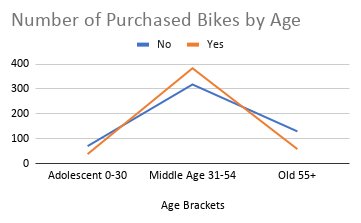 Number of Purchased Bikes by Age
No Yes
400
300
200
100
0
Adolescent 0-30 Middle Age 31-54 Old 55+
Age Brackets